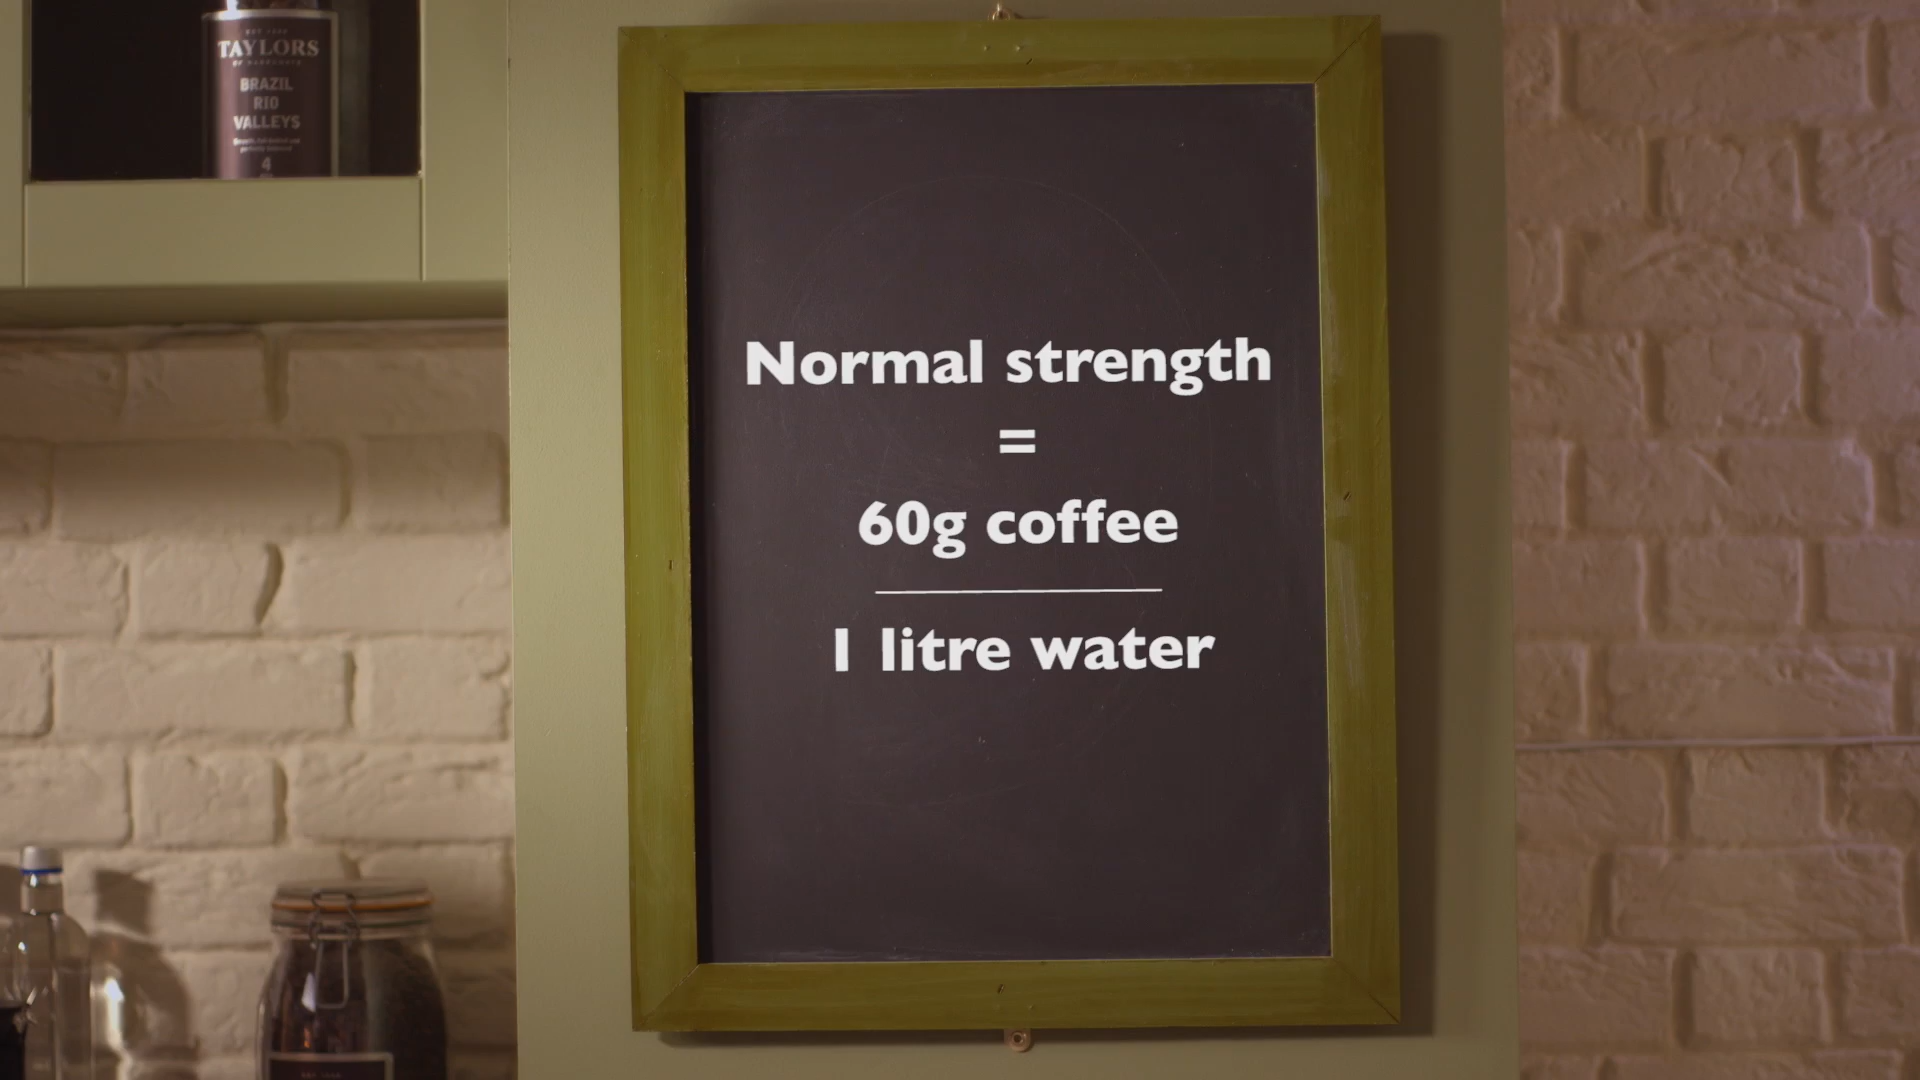 TAYLORS
BRAZIL
RIO
VALLEYS
4
Normal strength
=
60g coffee
1 litre water